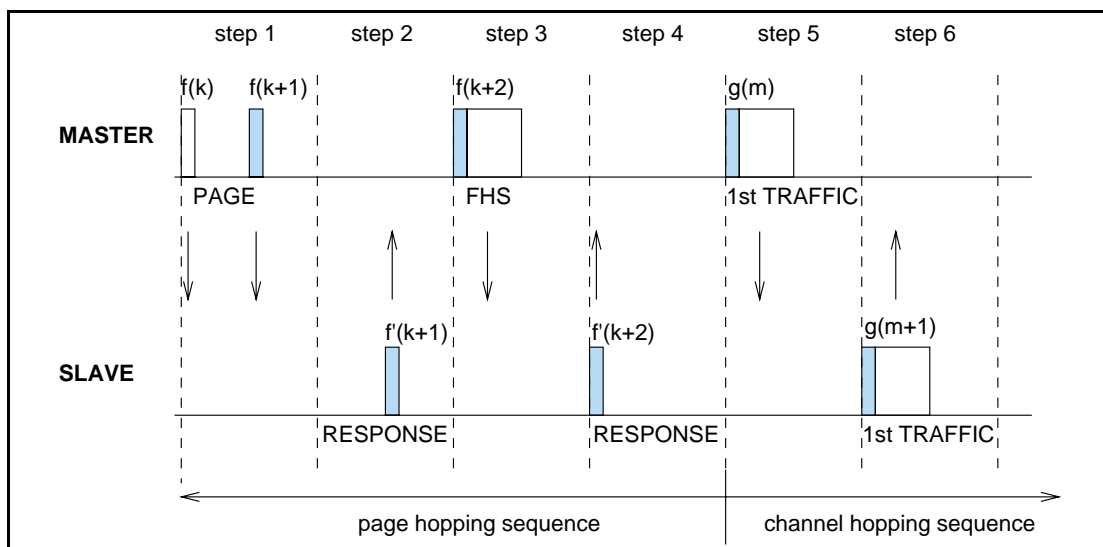 step 1 step 2 step 3 step 4 step 5 step 6
f(k) f(k+1) f(k+2) g(m)
MASTER
PAGE FHS 1st TRAFFIC
f'(k+1) f'(k+2) g(m+1)
SLAVE
RESPONSE RESPONSE 1st TRAFFIC
page hopping sequence channel hopping sequence